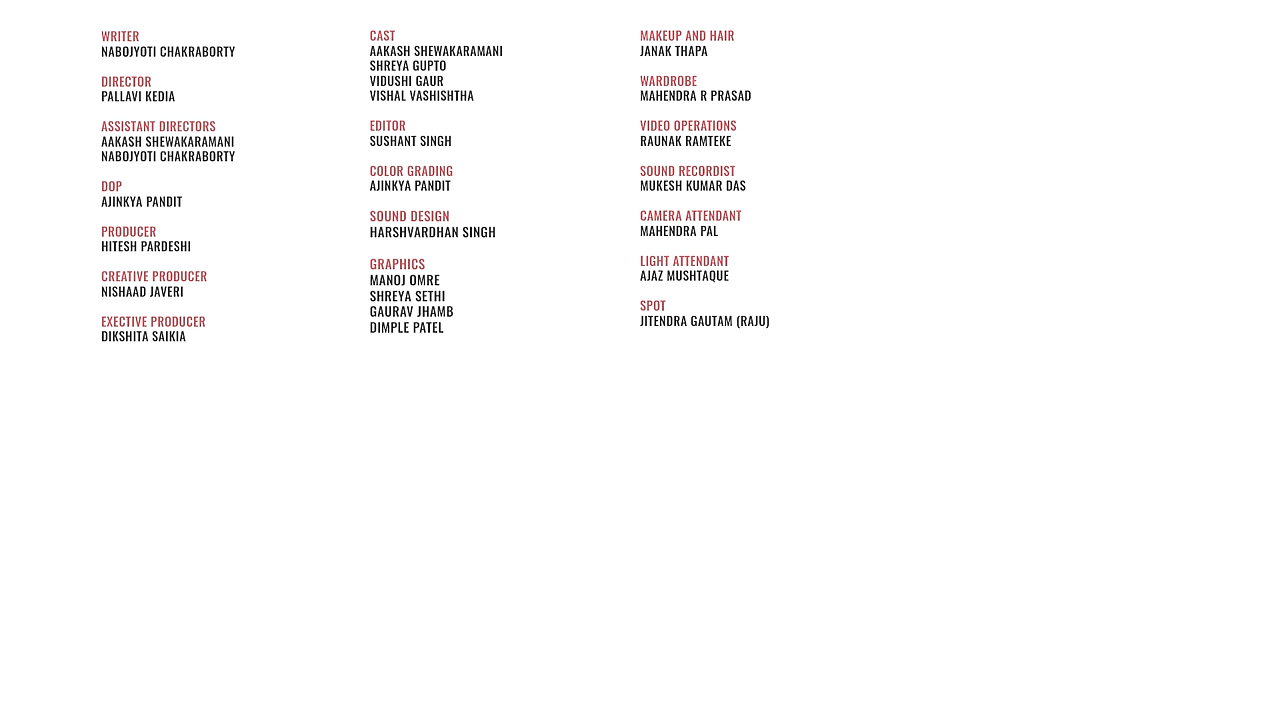 WRITER
NABOJYOTI CHAKRABORTY
DIRECTOR
PALLAVI KEDIA
ASSISTANT DIRECTORS
AAKASH SHEWAKARAMANI
NABOJYOTI CHAKRABORTY
DOP
AJINKYA PANDIT
PRODUCER
HITESH PARDESHI
CREATIVE PRODUCER
NISHAAD JAVERI
EXECTIVE PRODUCER
DIKSHITA SAIKIA
CAST
AAKASH SHEWAKARAMANI
SHREYA GUPTO
VIDUSHI GAUR
VISHAL VASHISHTHA
EDITOR
SUSHANT SINGH
COLOR GRADING
AJINKYA PANDIT
SOUND DESIGN
HARSHVARDHAN SINGH
GRAPHICS
MANOJ OMRE
SHREYA SETHI
GAURAV JHAMB
DIMPLE PATEL
MAKEUP AND HAIR
JANAK THAPA
WARDROBE
MAHENDRA R PRASAD
VIDEO OPERATIONS
RAUNAK RAMTEKE
SOUND RECORDIST
MUKESH KUMAR DAS
CAMERA ATTENDANT
MAHENDRA PAL
LIGHT ATTENDANT
AJAZ MUSHTAQUE
SPOT
JITENDRA GAUTAM (RAJU)